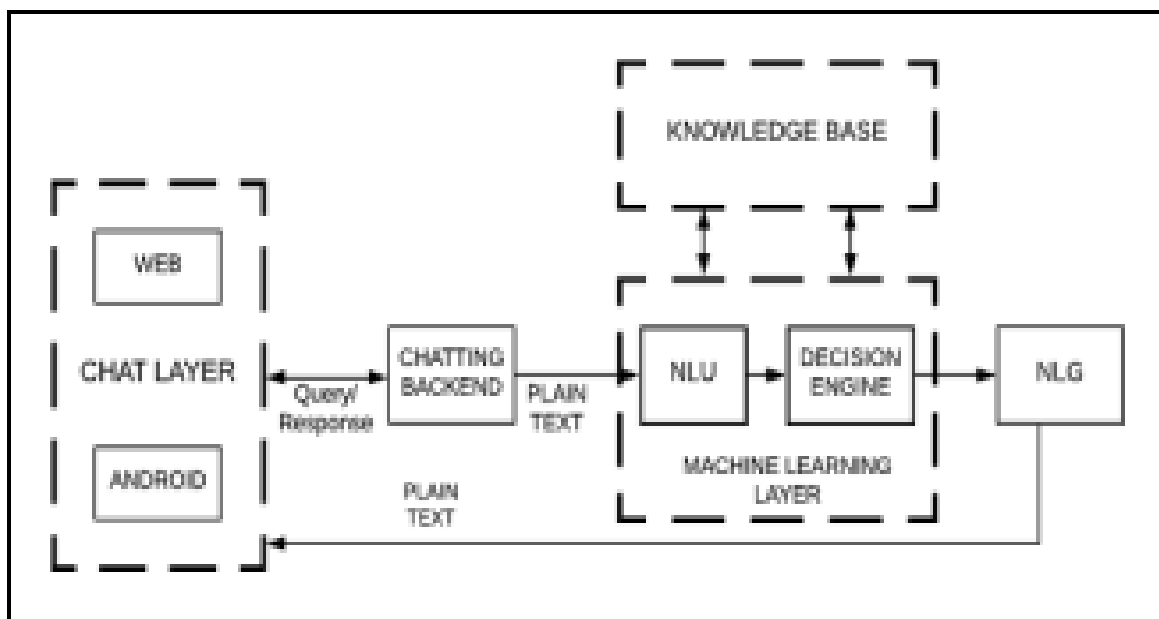 KNOWLEDGE BASE
WEB
CHAT LAYER
ANDROID
Query/
Response
CHATTING
BACKEND
PLAIN
TEXT
NLU
DECISION
ENGINE
MACHINE LEARNING
LAYER
NLG
PLAIN
TEXT